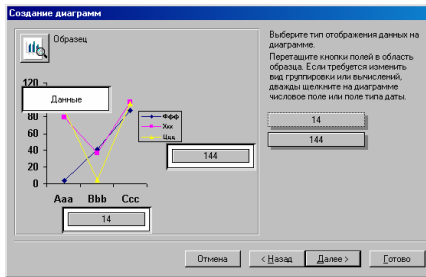 Создание диаграмм
Образец
Выберите тип отображения данных на
диаграмме.
Перетащите кнопки полей в область
образца. Если требуется изменить
вид группировки или вычислений,
дважды щелкните на диаграмме
числовое поле или поле типа даты.
120
Данные
80
60
40
20
0
Ффф
Ххх
Ццц
144
Aaa Bbb Ccc
14
14
144
Отмена
< Назад
Далее >
Готово